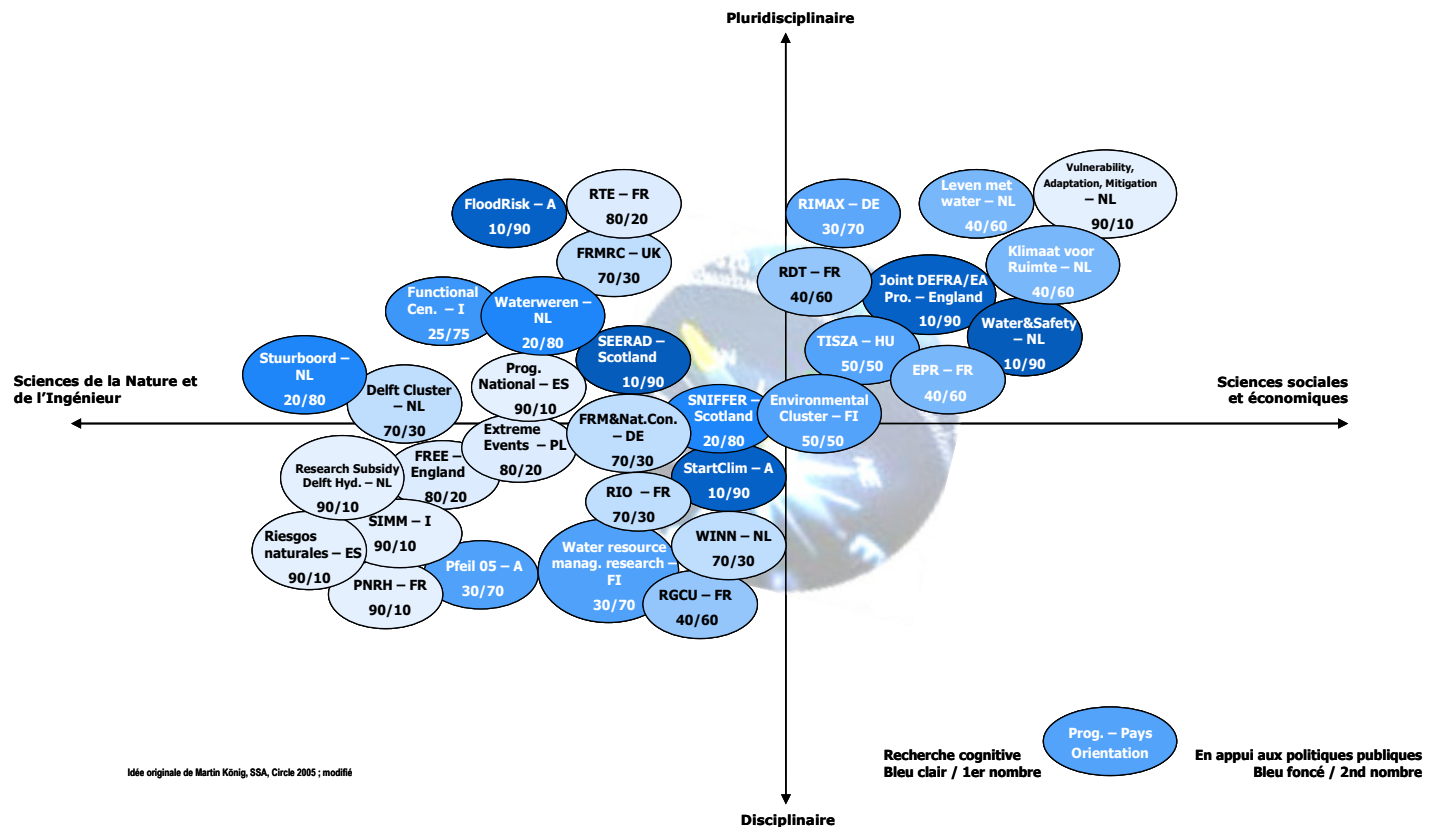 Pluridisciplinaire
Vulnerability,
Adaptation, Mitigation
– NL
90/10
RTE – FR
80/20
FloodRisk – A
10/90
RIMAX – DE
30/70
Leven met
water – NL
40/60
FRMRC – UK
70/30
Klimaat voor
Ruimte – NL
40/60
RDT – FR
40/60
Joint DEFRA/EA
Pro. – England
10/90
Functional
Cen. – I
25/75
Waterweren –
NL
20/80
Water&Safety
– NL
10/90
SEERAD –
Scotland
10/90
TISZA – HU
50/50
Stuurboord –
NL
20/80
EPR – FR
40/60
Prog.
National – ES
90/10
Sciences de la Nature et
de l’Ingénieur
Sciences sociales
et économiques
Delft Cluster
– NL
70/30
SNIFFER –
Scotland
20/80
Environmental
Cluster – FI
50/50
FRM&Nat.Con.
– DE
70/30
Extreme
Events – PL
80/20
FREE –
England
80/20
Research Subsidy
Delft Hyd. – NL
90/10
StartClim – A
10/90
RIO – FR
70/30
SIMM – I
90/10
Riesgos
naturales – ES
90/10
WINN – NL
70/30
Water resource
manag. research –
FI
30/70
Pfeil 05 – A
30/70
PNRH – FR
90/10
RGCU – FR
40/60
Prog. – Pays
Orientation
Recherche cognitive
Bleu clair / 1er nombre
En appui aux politiques publiques
Bleu foncé / 2nd nombre
Idée originale de Martin König, SSA, Circle 2005 ; modifié
Disciplinaire